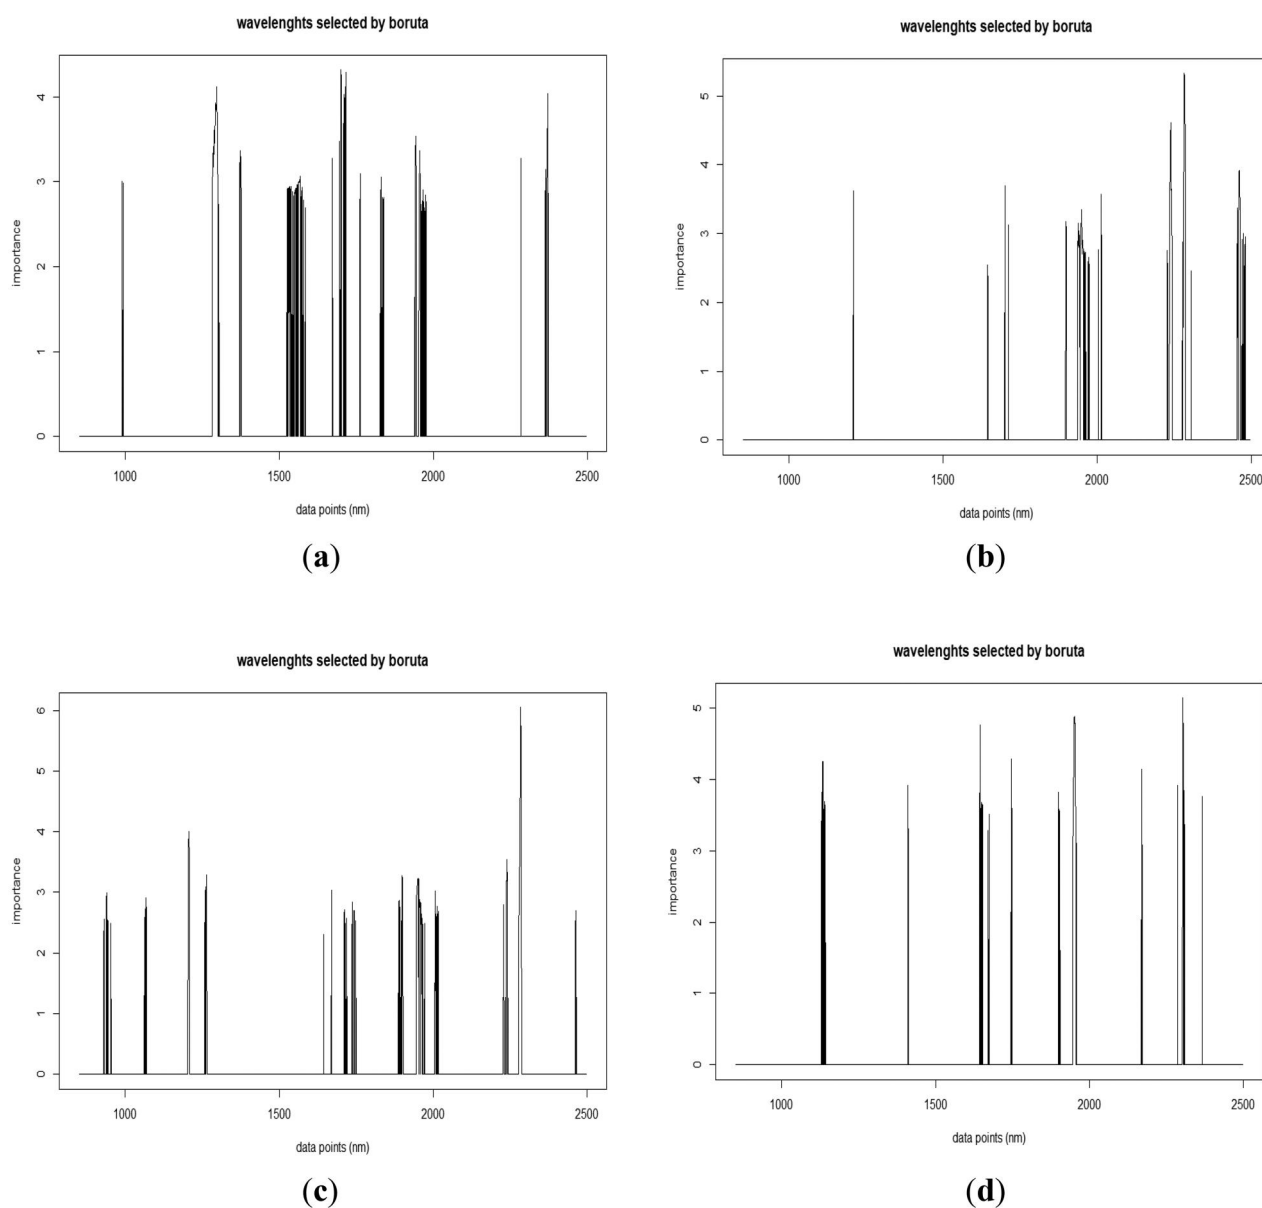 wavelenghts selected by boruta
importance
4
3
2
1
0
1000 1500 2000 2500
data points (nm)
(a)
wavelenghts selected by boruta
importance
5
4
3
2
1
0
1000 1500 2000 2500
data points (nm)
(b)
wavelenghts selected by boruta
importance
6
5
4
3
2
1
0
1000 1500 2000 2500
data points (nm)
(c)
wavelenghts selected by boruta
importance
5
4
3
2
1
0
1000 1500 2000 2500
data points (nm)
(d)